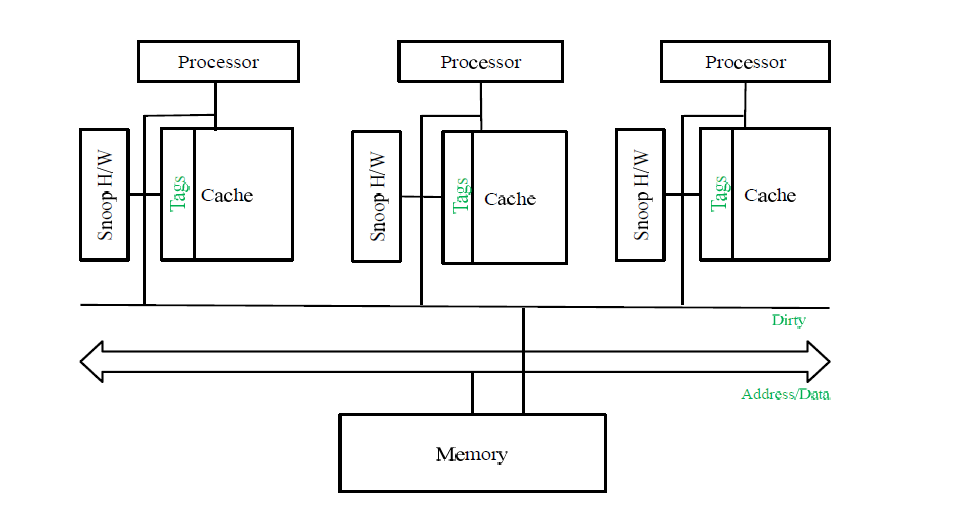 Processor
Processor
Processor
Snoop H/W
Tags
Cache
Snoop H/W
Tags
Cache
Snoop H/W
Tags
Cache
Dirty
Address/Data
Memory